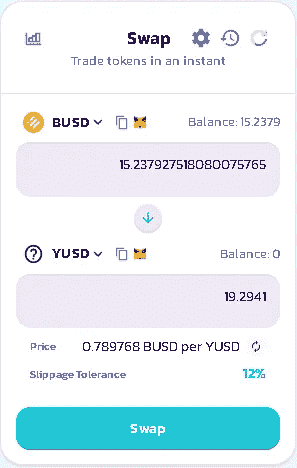 Swap
Trade tokens in an instant
BUSD Balance: 15.2379
15.237927518080075765
YUSD Balance: 0
19.2941
Price 0.789768 BUSD per YUSD
Slippage Tolerance 12%
Swap